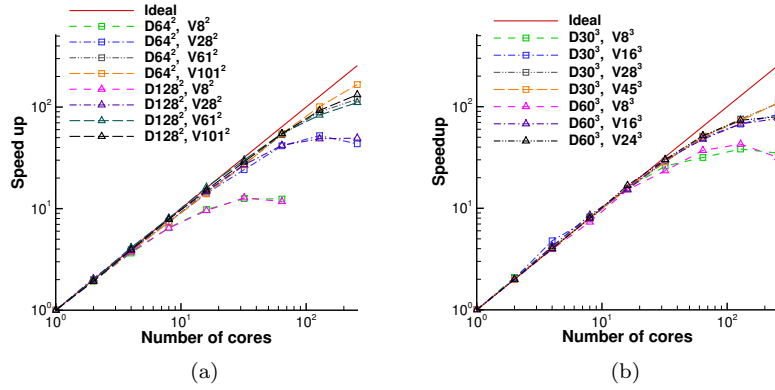 Ideal
D64², V8²
D64², V28²
D64², V61²
D64², V101²
D128², V8²
D128², V28²
D128², V61²
D128², V101²
Speed up
10²
10¹
10⁰
10⁰ 10¹ 10²
Number of cores
(a)
Ideal
D30³, V8³
D30³, V16³
D30³, V28³
D30³, V45³
D60³, V8³
D60³, V16³
D60³, V24³
Speedup
10²
10¹
10⁰
10⁰ 10¹ 10²
Number of cores
(b)